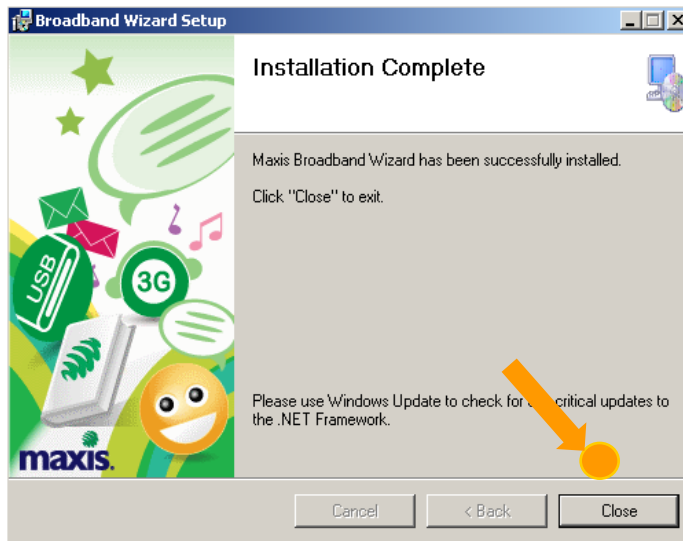 Broadband Wizard Setup
Installation Complete
Maxis Broadband Wizard has been successfully installed.
Click "Close" to exit.
USB
3G
Please use Windows Update to check for critical updates to
the .NET Framework.
maxis.
Cancel
< Back
Close